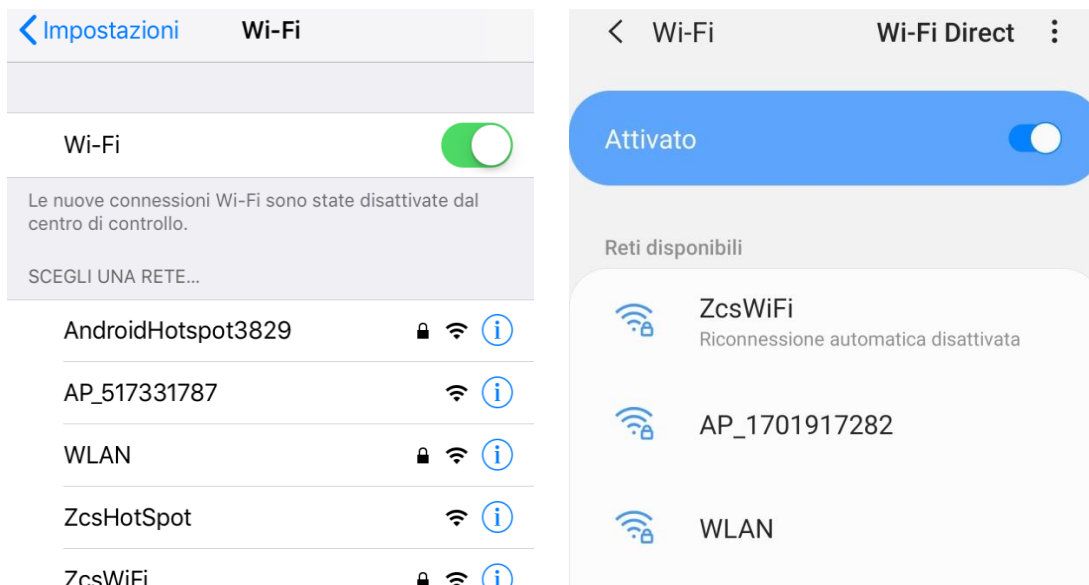 Impostazioni
Wi-Fi
Wi-Fi
Le nuove connessioni Wi-Fi sono state disattivate dal
centro di controllo.
SCEGLI UNA RETE...
AndroidHotspot3829
AP_517331787
WLAN
ZcsHotSpot
ZcsWiFi
Wi-Fi
Wi-Fi Direct
Attivato
Reti disponibili
ZcsWiFi
Riconnessione automatica disattivata
AP_1701917282
WLAN